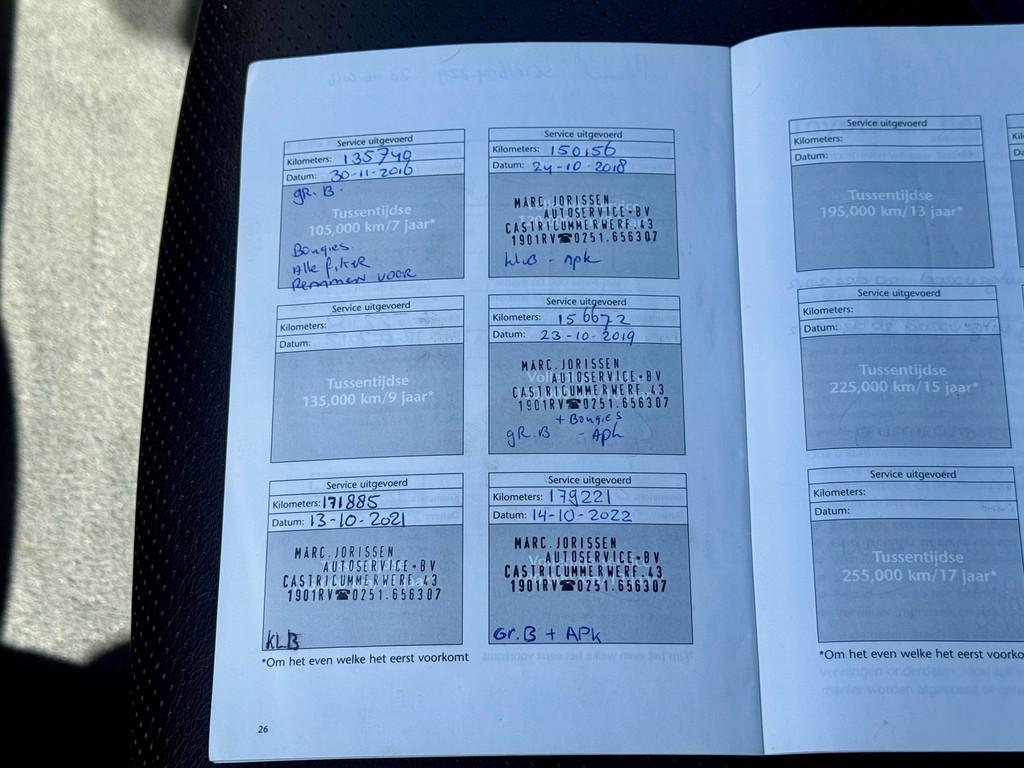 Service uitgevoerd
Kilometers: 135740
Datum: 30-11-2016
gR. B.
Tussentijdse
105,000 km/7 jaar*
Bougies
Alle filter
Remmen VOOR
Service uitgevoerd
Kilometers: 150156
Datum: 24-10-2018
MARC.JORISSEN
AUTOSERVICE•BV
CASTRICUMMERWERF.43
1901RV☎0251.656307
kl.B - Apk
Service uitgevoerd
Kilometers:
Datum:
Tussentijdse
135,000 km/9 jaar*
Service uitgevoerd
Kilometers: 156672
Datum: 23-10-2019
MARC.JORISSEN
AUTOSERVICE•BV
CASTRICUMMERWERF.43
1901RV☎0251.656307
+ Bougies
gR.B - Apk
Service uitgevoerd
Kilometers: 171885
Datum: 13-10-2021
MARC.JORISSEN
AUTOSERVICE•BV
CASTRICUMMERWERF.43
1901RV☎0251.656307
KL.B
Service uitgevoerd
Kilometers: 179221
Datum: 14-10-2022
MARC.JORISSEN
AUTOSERVICE•BV
CASTRICUMMERWERF.43
1901RV☎0251.656307
Gr.B + APK
*Om het even welke het eerst voorkomt
26
Service uitgevoerd
Kilometers:
Datum:
Tussentijdse
195,000 km/13 jaar*
Service uitgevoerd
Kilometers:
Datum:
Tussentijdse
225,000 km/15 jaar*
Service uitgevoerd
Kilometers:
Datum:
Tussentijdse
255,000 km/17 jaar*
*Om het even welke het eerst voorko